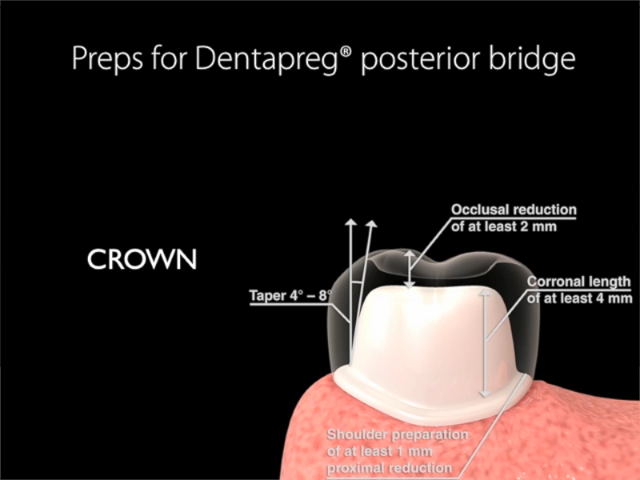 Preps for Dentapreg® posterior bridge
Occlusal reduction
of at least 2 mm
CROWN
Corronal length
of at least 4 mm
Taper 4° – 8°
Shoulder preparation
of at least 1 mm
proximal reduction